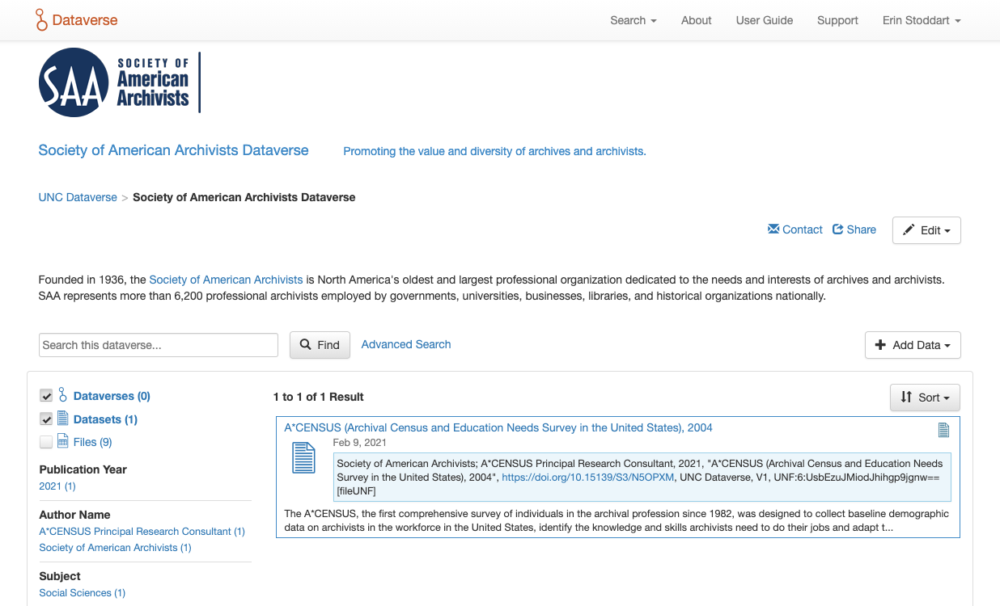 Dataverse
Search
About
User Guide
Support
Erin Stoddart
SAA
SOCIETY OF
American
Archivists
Society of American Archivists Dataverse
Promoting the value and diversity of archives and archivists.
UNC Dataverse > Society of American Archivists Dataverse
Contact
Share
Edit
Founded in 1936, the Society of American Archivists is North America's oldest and largest professional organization dedicated to the needs and interests of archives and archivists.
SAA represents more than 6,200 professional archivists employed by governments, universities, businesses, libraries, and historical organizations nationally.
Search this dataverse...
Find
Advanced Search
Add Data
Dataverses (0)
Datasets (1)
Files (9)
Publication Year
2021 (1)
Author Name
A*CENSUS Principal Research Consultant (1)
Society of American Archivists (1)
Subject
Social Sciences (1)
1 to 1 of 1 Result
Sort
A*CENSUS (Archival Census and Education Needs Survey in the United States), 2004
Feb 9, 2021
Society of American Archivists; A*CENSUS Principal Research Consultant, 2021, "A*CENSUS (Archival Census and Education Needs
Survey in the United States), 2004", https://doi.org/10.15139/S3/N5OPXM, UNC Dataverse, V1, UNF:6:UsbEzuJMiodJhihgp9jgnw==
[fileUNF]
The A*CENSUS, the first comprehensive survey of individuals in the archival profession since 1982, was designed to collect baseline demographic
data on archivists in the workforce in the United States, identify the knowledge and skills archivists need to do their jobs and adapt t...